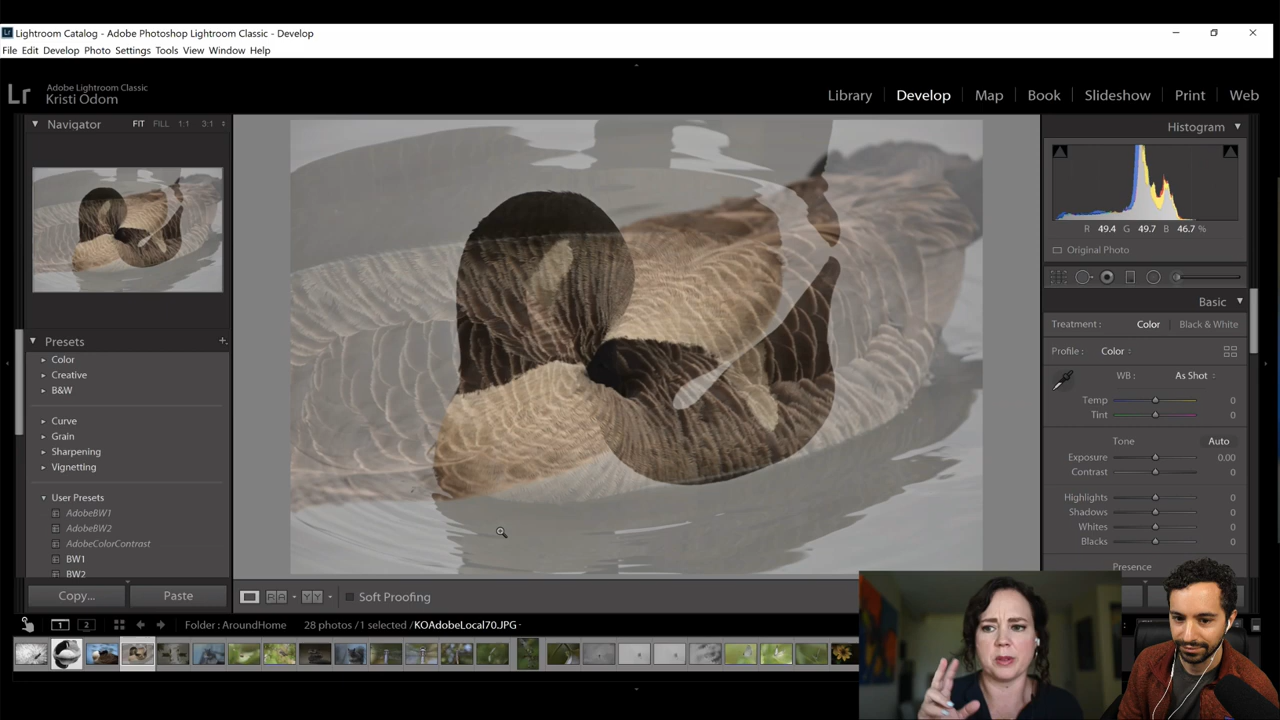 Lightroom Catalog - Adobe Photoshop Lightroom Classic - Develop
File Edit Develop Photo Settings Tools View Window Help
Lr Adobe Lightroom Classic
Kristi Odom
Library Develop Map Book Slideshow Print Web
Navigator FIT FILL 1:1 3:1
Histogram
R 49.4 G 49.7 B 46.7 %
Original Photo
Basic
Treatment : Color Black & White
Profile : Color
WB : As Shot
Temp 0
Tint 0
Tone Auto
Exposure 0.00
Contrast 0
Highlights 0
Shadows 0
Whites 0
Blacks 0
Presence
Presets
Color
Creative
B&W
Curve
Grain
Sharpening
Vignetting
User Presets
AdobeBW1
AdobeBW2
AdobeColorContrast
BW1
BW2
Copy... Paste
Soft Proofing
1 2 Folder : AroundHome 28 photos / 1 selected / KOAdobeLocal70.JPG